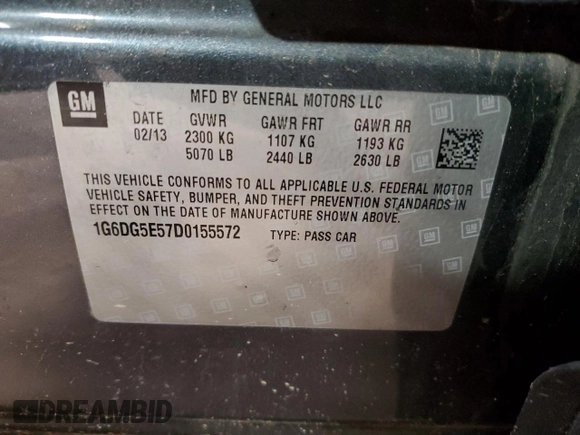 GM
MFD BY GENERAL MOTORS LLC
DATE GVWR GAWR FRT GAWR RR
02/13 2300 KG 1107 KG 1193 KG
5070 LB 2440 LB 2630 LB
THIS VEHICLE CONFORMS TO ALL APPLICABLE U.S. FEDERAL MOTOR
VEHICLE SAFETY, BUMPER, AND THEFT PREVENTION STANDARDS IN
EFFECT ON THE DATE OF MANUFACTURE SHOWN ABOVE.
1G6DG5E57D0155572 TYPE: PASS CAR
DREAMBID